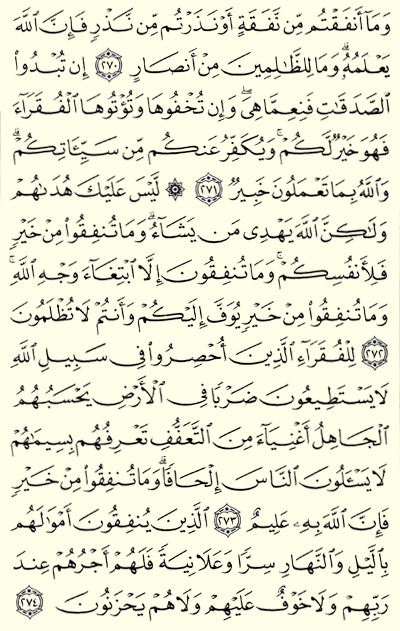 وَمَآ أَنفَقْتُم مِّن نَّفَقَةٍ أَوْ نَذَرْتُم مِّن نَّذْرٍ فَإِنَّ ٱللَّهَ
يَعْلَمُهُۥ ۗ وَمَا لِلظَّٰلِمِينَ مِنْ أَنصَارٍ ٢٧٠ إِن تُبْدُوا۟
ٱلصَّدَقَٰتِ فَنِعِمَّا هِىَ ۖ وَإِن تُخْفُوهَا وَتُؤْتُوهَا ٱلْفُقَرَآءَ
فَهُوَ خَيْرٌ لَّكُمْ ۚ وَيُكَفِّرُ عَنكُم مِّن سَيِّـَٔاتِكُمْ ۗ
وَٱللَّهُ بِمَا تَعْمَلُونَ خَبِيرٌ ٢٧١ ۞ لَّيْسَ عَلَيْكَ هُدَىٰهُمْ
وَلَٰكِنَّ ٱللَّهَ يَهْدِى مَن يَشَآءُ ۗ وَمَا تُنفِقُوا۟ مِنْ خَيْرٍ
فَلِأَنفُسِكُمْ ۚ وَمَا تُنفِقُونَ إِلَّا ٱبْتِغَآءَ وَجْهِ ٱللَّهِ ۚ
وَمَا تُنفِقُوا۟ مِنْ خَيْرٍ يُوَفَّ إِلَيْكُمْ وَأَنتُمْ لَا تُظْلَمُونَ
٢٧٢ لِلْفُقَرَآءِ ٱلَّذِينَ أُحْصِرُوا۟ فِى سَبِيلِ ٱللَّهِ
لَا يَسْتَطِيعُونَ ضَرْبًا فِى ٱلْأَرْضِ يَحْسَبُهُمُ
ٱلْجَاهِلُ أَغْنِيَآءَ مِنَ ٱلتَّعَفُّفِ تَعْرِفُهُم بِسِيمَٰهُمْ
لَا يَسْـَٔلُونَ ٱلنَّاسَ إِلْحَافًا ۗ وَمَا تُنفِقُوا۟ مِنْ خَيْرٍ
فَإِنَّ ٱللَّهَ بِهِۦ عَلِيمٌ ٢٧٣ ٱلَّذِينَ يُنفِقُونَ أَمْوَٰلَهُم
بِٱلَّيْلِ وَٱلنَّهَارِ سِرًّا وَعَلَانِيَةً فَلَهُمْ أَجْرُهُمْ عِندَ
رَبِّهِمْ وَلَا خَوْفٌ عَلَيْهِمْ وَلَا هُمْ يَحْزَنُونَ ٢٧٤